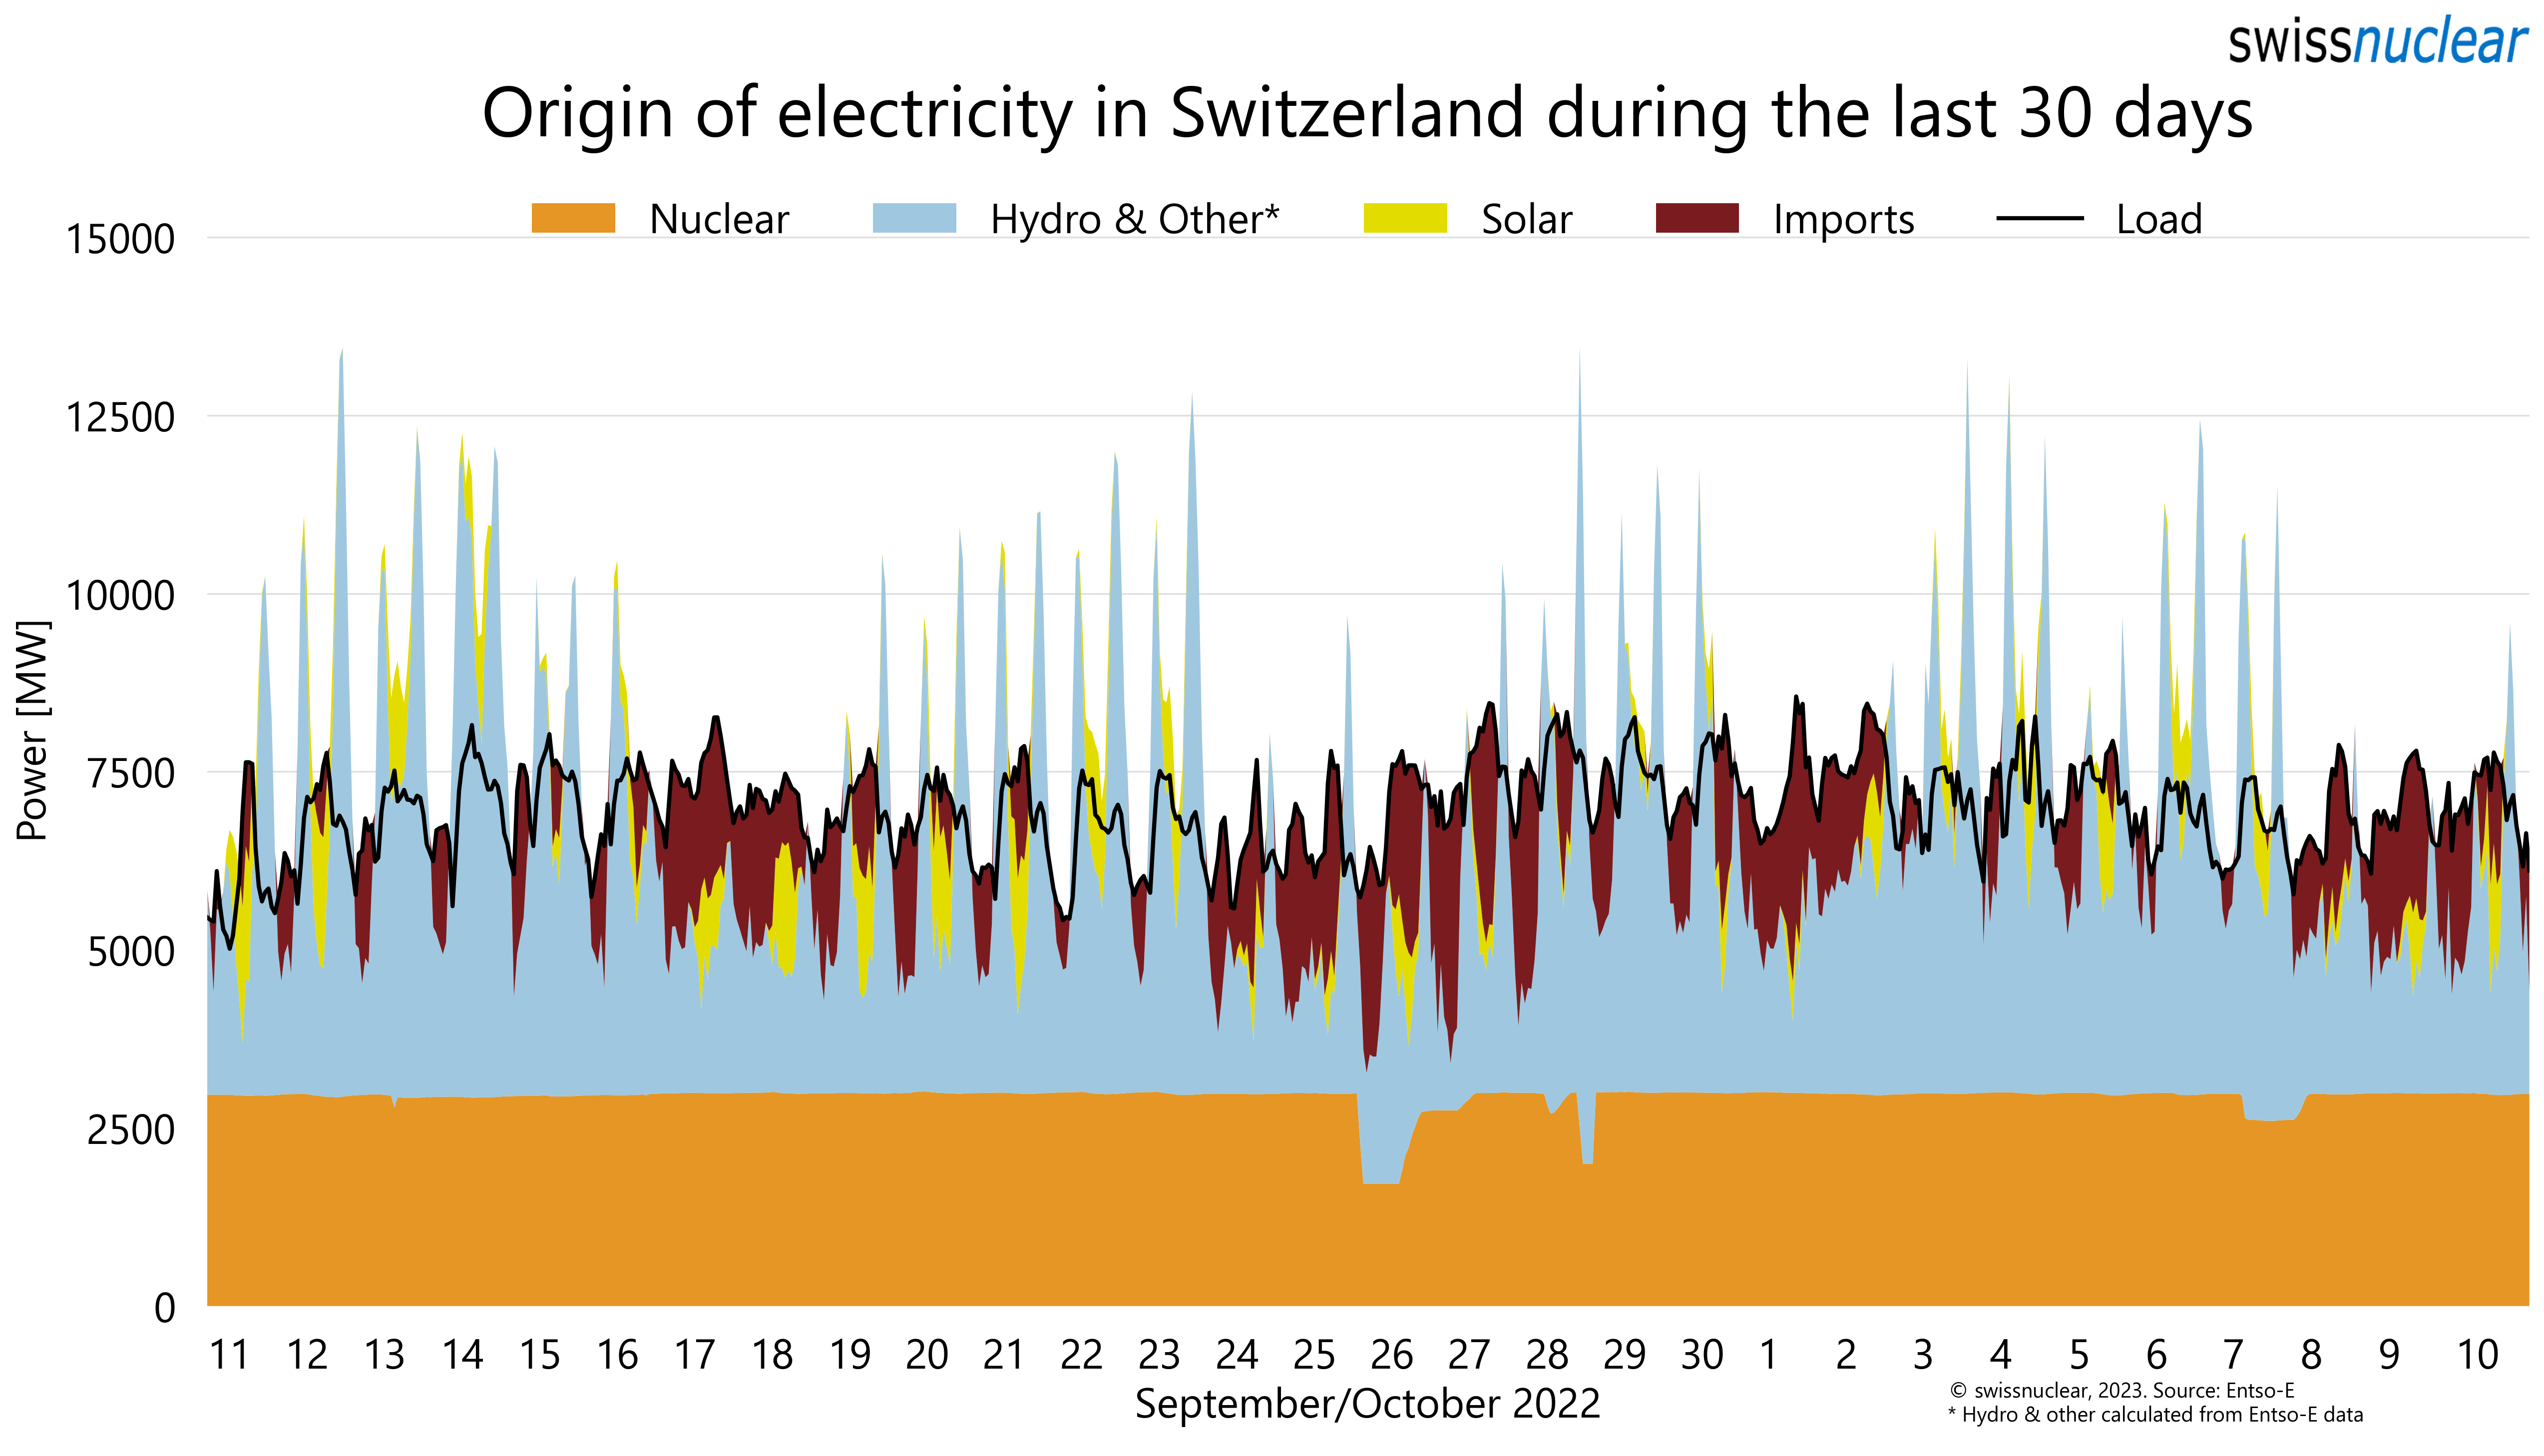 swissnuclear
Origin of electricity in Switzerland during the last 30 days
Nuclear Hydro & Other* Solar Imports Load
15000
12500
10000
7500
5000
2500
0
Power [MW]
11 12 13 14 15 16 17 18 19 20 21 22 23 24 25 26 27 28 29 30 1 2 3 4 5 6 7 8 9 10
September/October 2022
© swissnuclear, 2023. Source: Entso-E
* Hydro & other calculated from Entso-E data